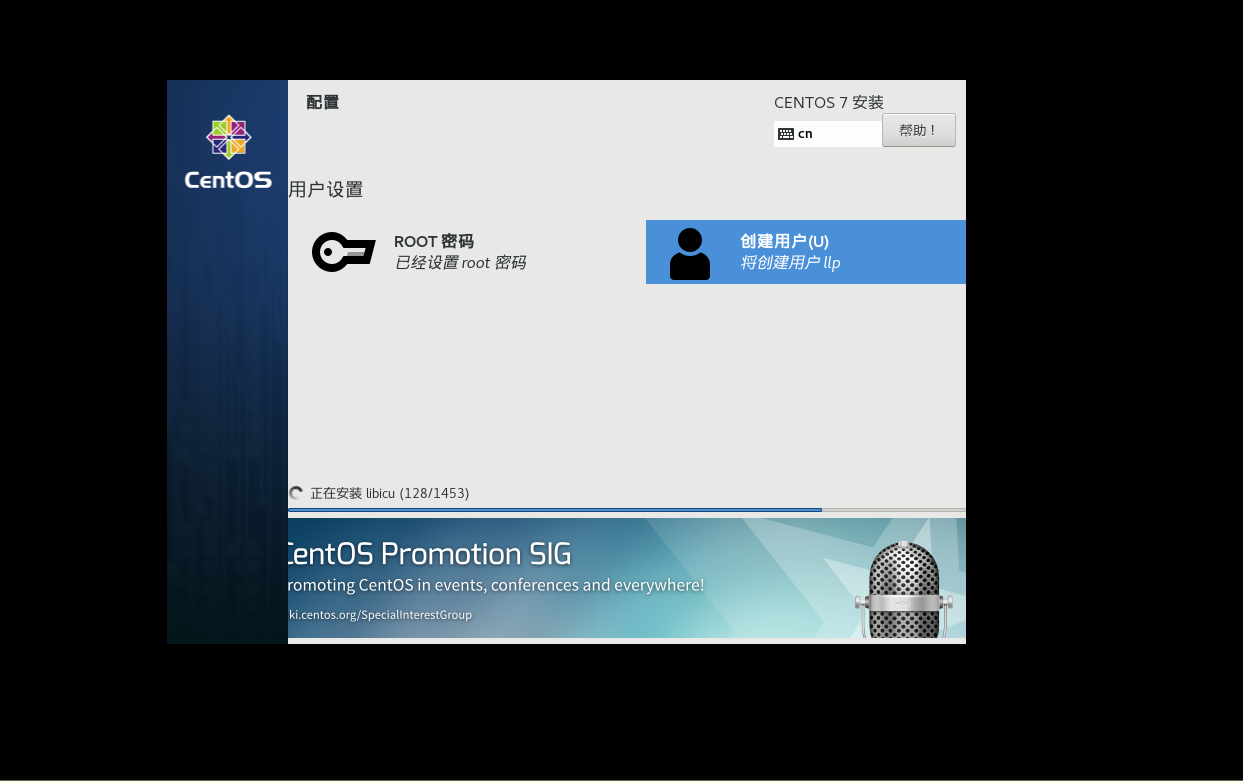 配置
CENTOS 7 安装
cn
帮助！
CentOS
用户设置
ROOT 密码
已经设置 root 密码
创建用户(U)
将创建用户 llp
正在安装 libicu (128/1453)
CentOS Promotion SIG
romoting CentOS in events, conferences and everywhere!
ki.centos.org/SpecialInterestGroup